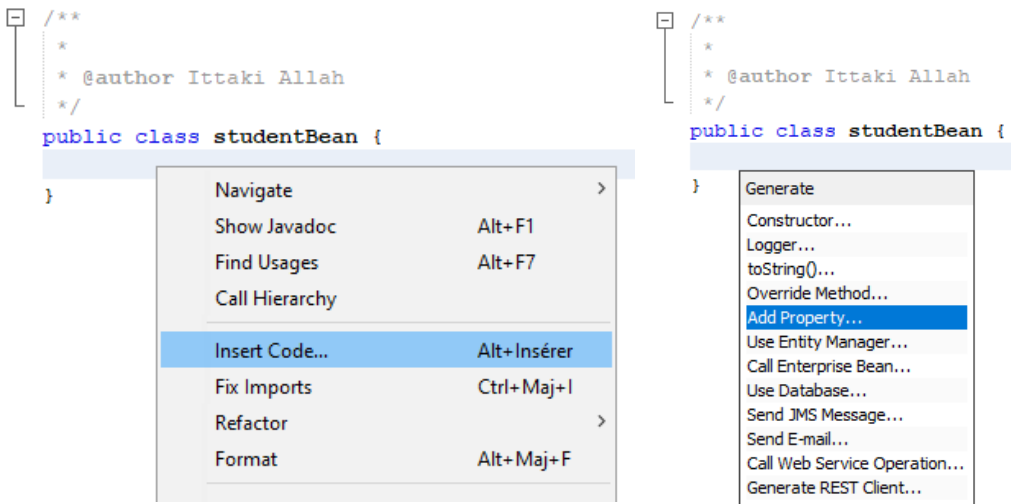 /**
*
* @author Ittaki Allah
*/
public class studentBean {
}
Navigate >
Show Javadoc Alt+F1
Find Usages Alt+F7
Call Hierarchy
Insert Code... Alt+Insérer
Fix Imports Ctrl+Maj+I
Refactor >
Format Alt+Maj+F
/**
*
* @author Ittaki Allah
*/
public class studentBean {
}
Generate
Constructor...
Logger...
toString()...
Override Method...
Add Property...
Use Entity Manager...
Call Enterprise Bean...
Use Database...
Send JMS Message...
Send E-mail...
Call Web Service Operation...
Generate REST Client...